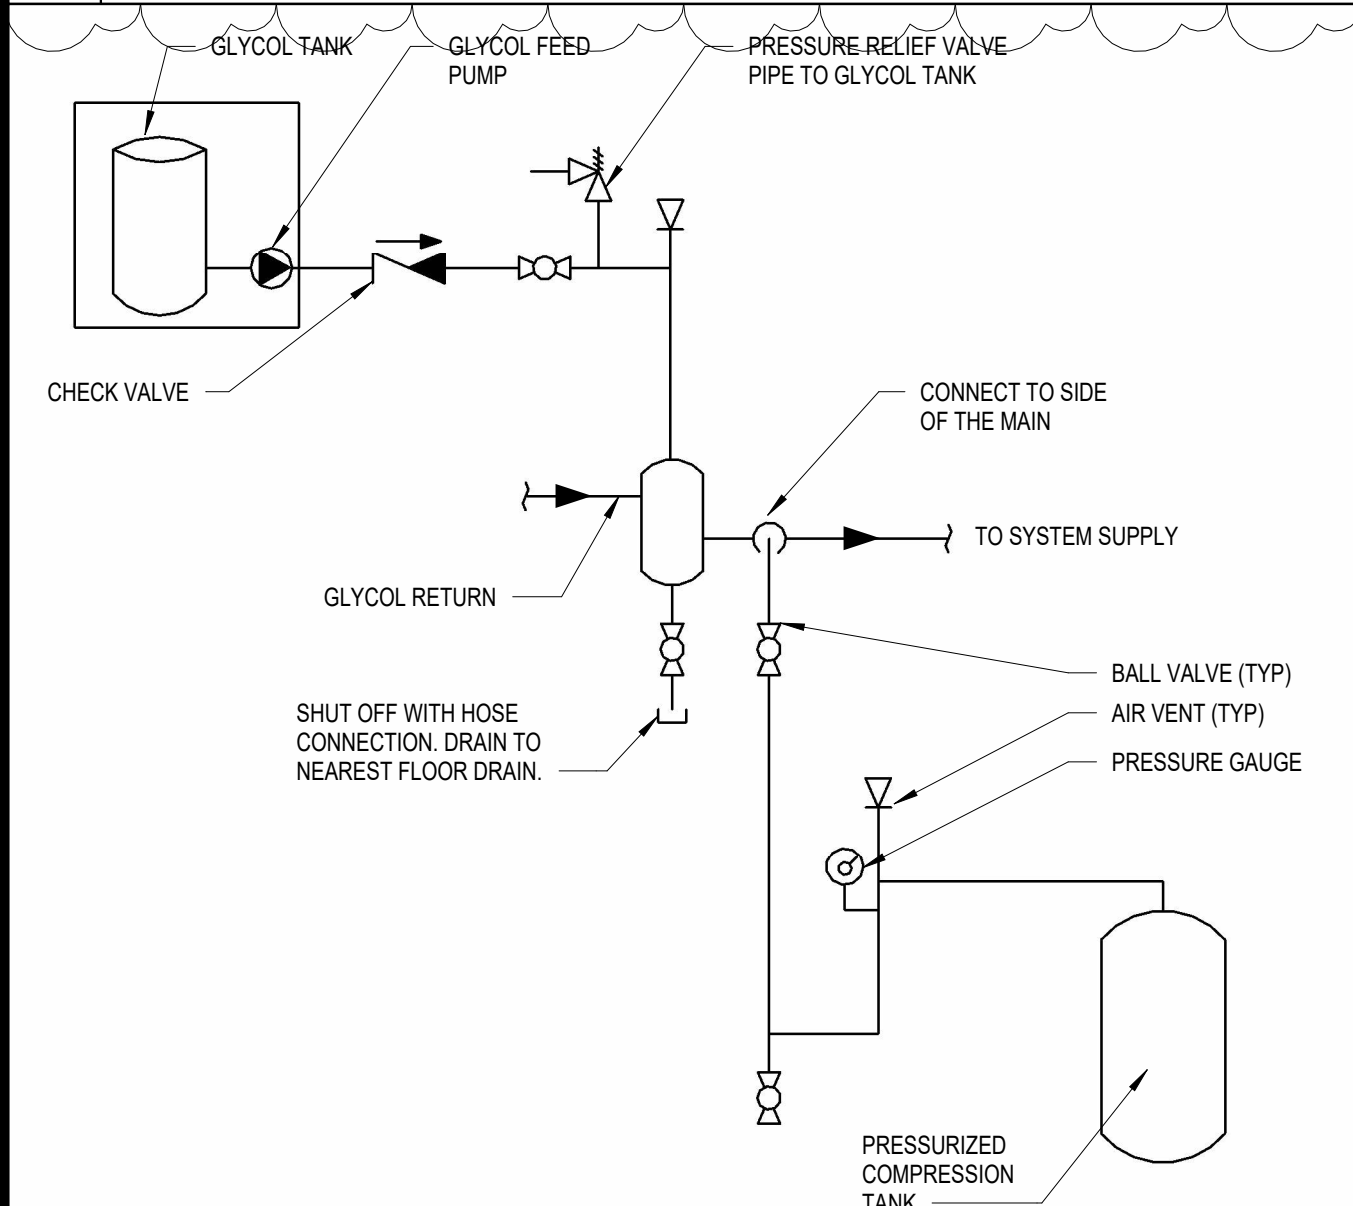 GLYCOL TANK
GLYCOL FEED
PUMP
PRESSURE RELIEF VALVE
PIPE TO GLYCOL TANK
CHECK VALVE
CONNECT TO SIDE
OF THE MAIN
TO SYSTEM SUPPLY
GLYCOL RETURN
BALL VALVE (TYP)
SHUT OFF WITH HOSE
CONNECTION. DRAIN TO
NEAREST FLOOR DRAIN.
AIR VENT (TYP)
PRESSURE GAUGE
PRESSURIZED
COMPRESSION
TANK